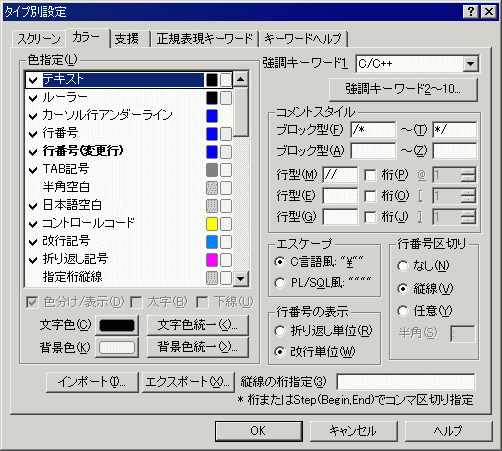 タイプ別設定
スクリーン カラー 支援 正規表現キーワード キーワードヘルプ
色指定(L)
テキスト
ルーラー
カーソル行アンダーライン
行番号
行番号(変更行)
TAB記号
半角空白
日本語空白
コントロールコード
改行記号
折り返し記号
指定桁縦線
色分け/表示(D) 太字(B) 下線(U)
文字色(C) 文字色統一(<)...
背景色(K) 背景色統一(>)...
インポート(I)... エクスポート(X)...
強調キーワード1 C/C++
強調キーワード2～10...
コメントスタイル
ブロック型(F) /* ～(T) */
ブロック型(A) ～(Z)
行型(M) // 桁(P) @ 1
行型(E) 桁(O) [ 1
行型(G) 桁(J) ] 1
エスケープ
C言語風: "¥""
PL/SQL風: """"
行番号の表示
折り返し単位(R)
改行単位(W)
行番号区切り
なし(N)
縦線(V)
任意(Y)
半角(S) :
縦線の桁指定(3)
* 桁またはStep(Begin,End)でコンマ区切り指定
OK キャンセル ヘルプ